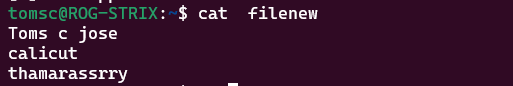 tomsc@ROG-STRIX:~$ cat  filenew
Toms c jose
calicut
thamarassrry